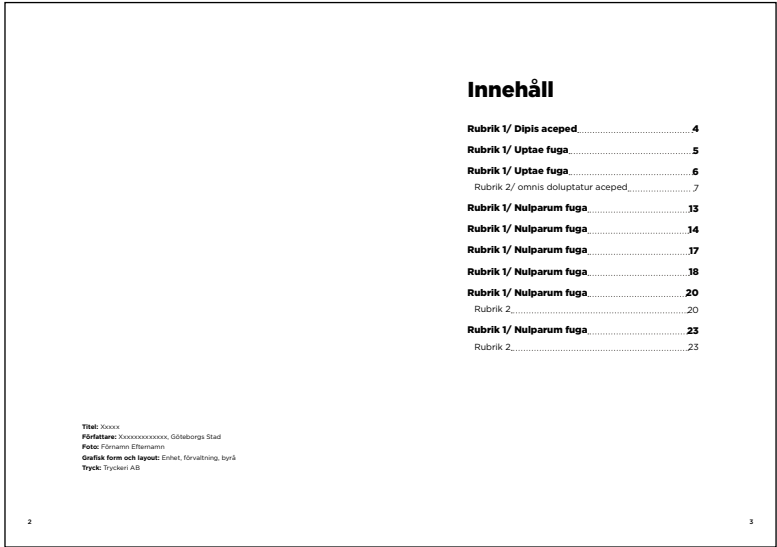 Titel: Xxxxx
Författare: Xxxxxxxxxxxxx, Göteborgs Stad
Foto: Förnamn Efternamn
Grafisk form och layout: Enhet, förvaltning, byrå
Tryck: Tryckeri AB
2
Innehåll
Rubrik 1/ Dipis aceped 4
Rubrik 1/ Uptae fuga 5
Rubrik 1/ Uptae fuga 6
Rubrik 2/ omnis doluptatur aceped 7
Rubrik 1/ Nulparum fuga 13
Rubrik 1/ Nulparum fuga 14
Rubrik 1/ Nulparum fuga 17
Rubrik 1/ Nulparum fuga 18
Rubrik 1/ Nulparum fuga 20
Rubrik 2 20
Rubrik 1/ Nulparum fuga 23
Rubrik 2 23
3